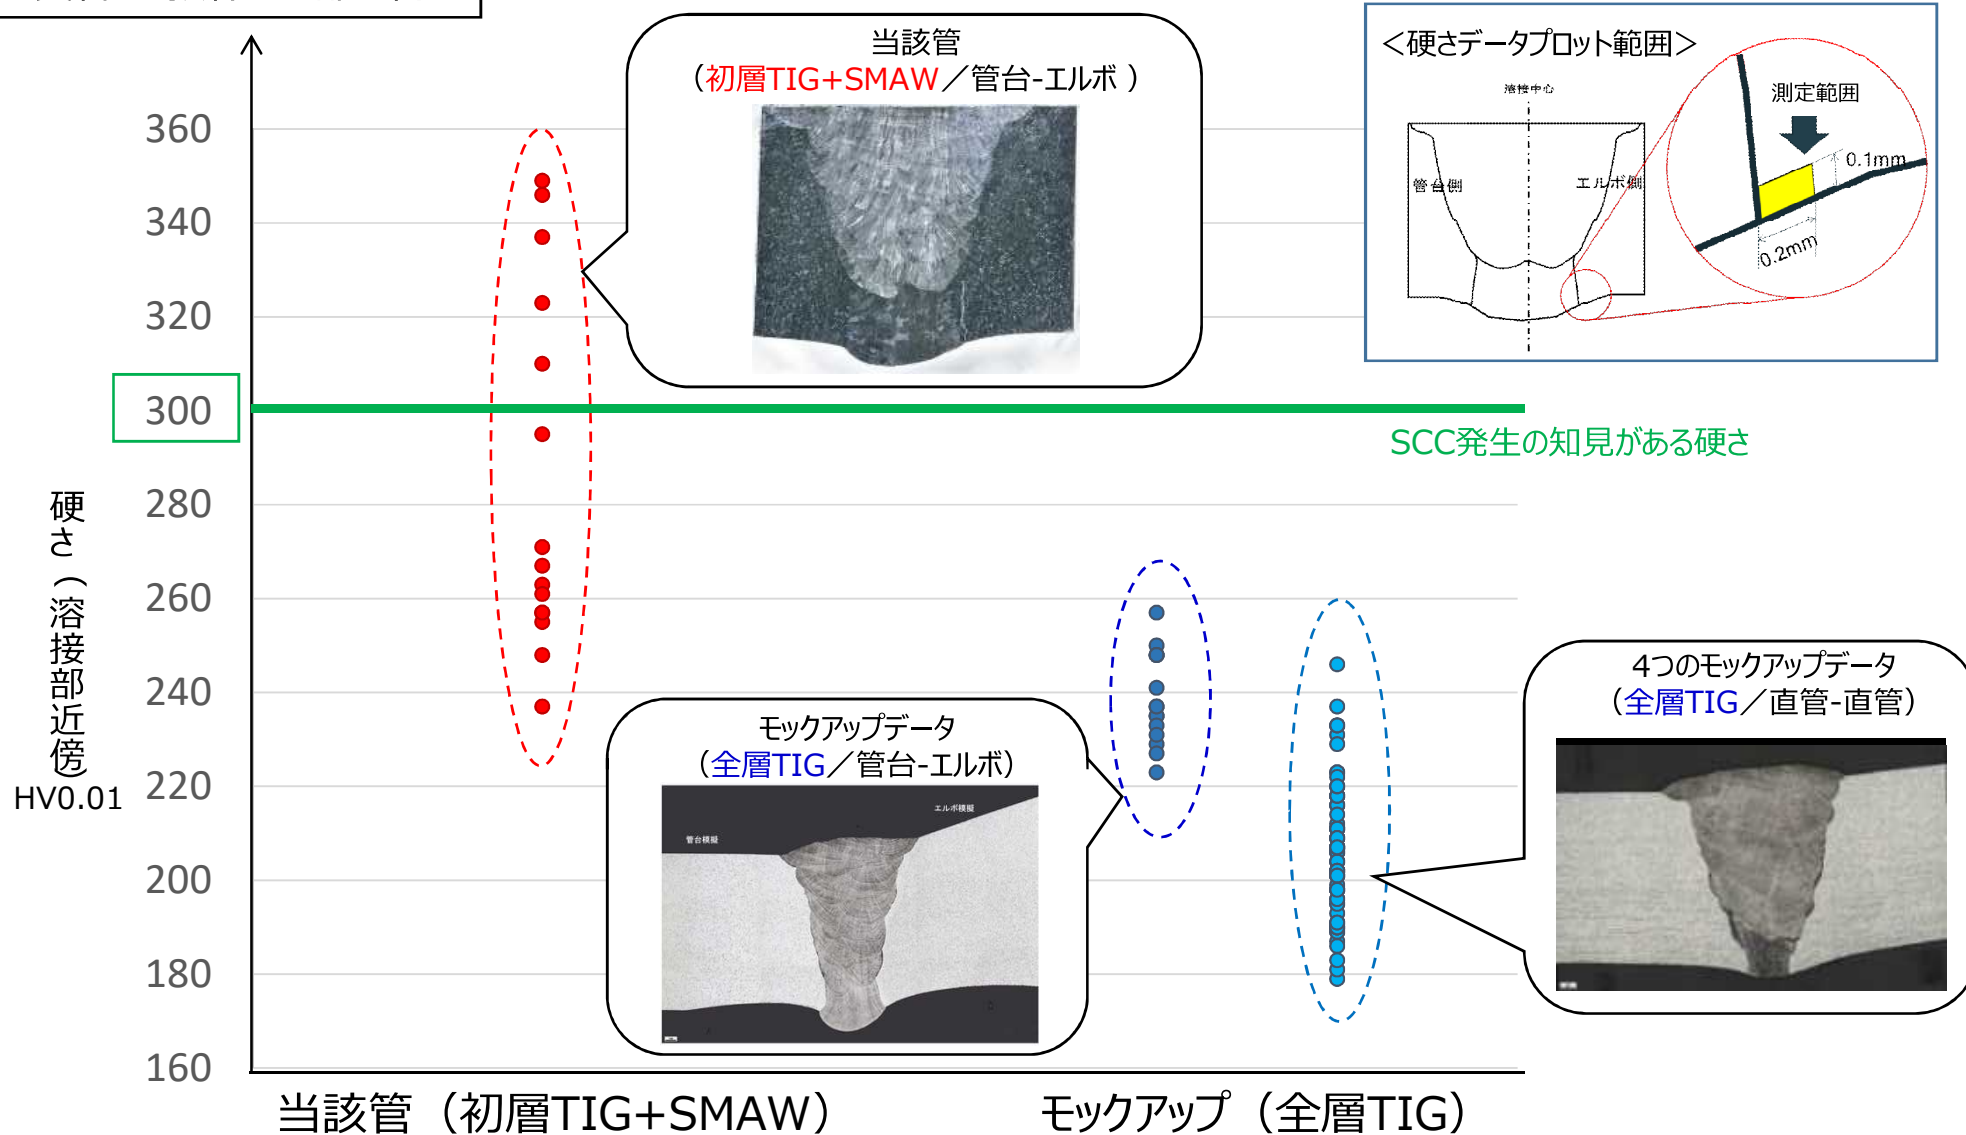 当該管
（初層TIG+SMAW／管台-エルボ ）
＜硬さデータプロット範囲＞
溶接中心
管台側
エルボ側
測定範囲
0.1mm
0.2mm
360
340
320
300
280
260
240
220
200
180
160
SCC発生の知見がある硬さ
硬さ（溶接部近傍）
HV0.01
モックアップデータ
（全層TIG／管台-エルボ）
管台模擬
エルボ模擬
4つのモックアップデータ
（全層TIG／直管-直管）
当該管（初層TIG+SMAW）
モックアップ（全層TIG）